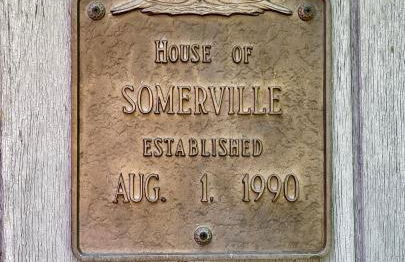 House of
SOMERVILLE
ESTABLISHED
AUG. 1, 1990